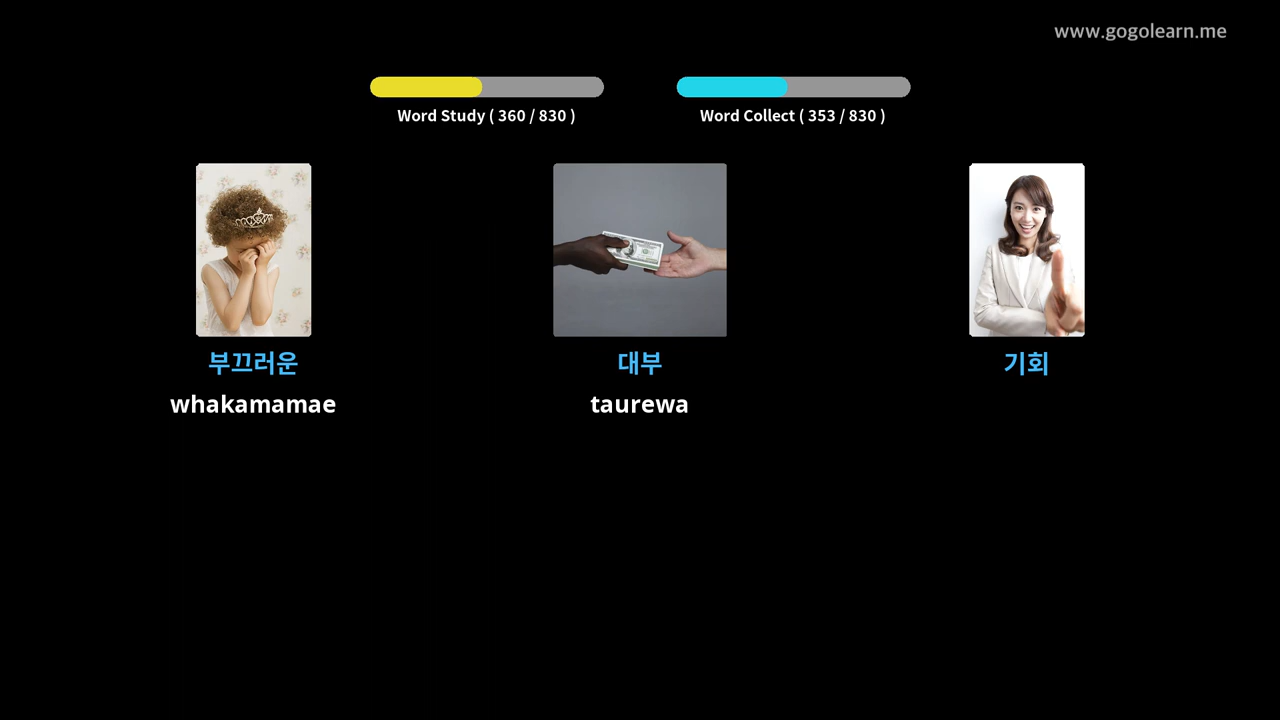 www.gogolearn.me
Word Study ( 360 / 830 )
Word Collect ( 353 / 830 )
부끄러운
대부
기회
whakamamae
taurewa